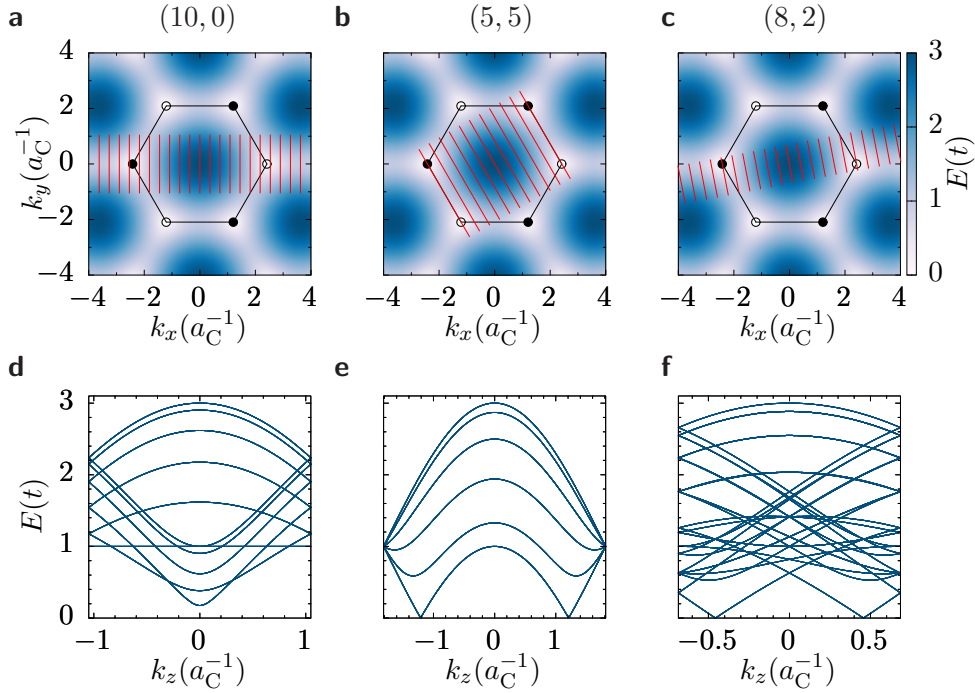 a (10, 0) b (5, 5) c (8, 2)
4
2
0
−2
−4
k_y(a_C^{-1})
−4 −2 0 2 4
k_x(a_C^{-1})
−4 −2 0 2 4
k_x(a_C^{-1})
−4 −2 0 2 4
k_x(a_C^{-1})
3
2
1
0
E(t)
d e f
3
2
1
0
E(t)
−1 0 1
k_z(a_C^{-1})
−1 0 1
k_z(a_C^{-1})
−0.5 0 0.5
k_z(a_C^{-1})